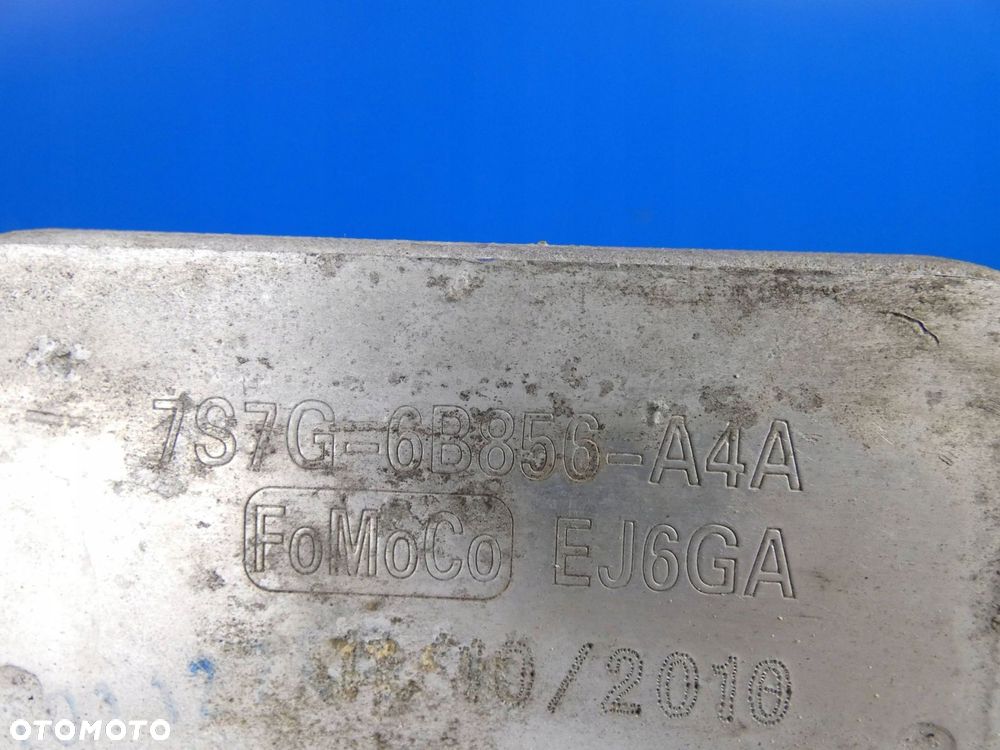 7S7G-6B856-A4A
FoMoCo EJ6GA
/2010
OTOMOTO